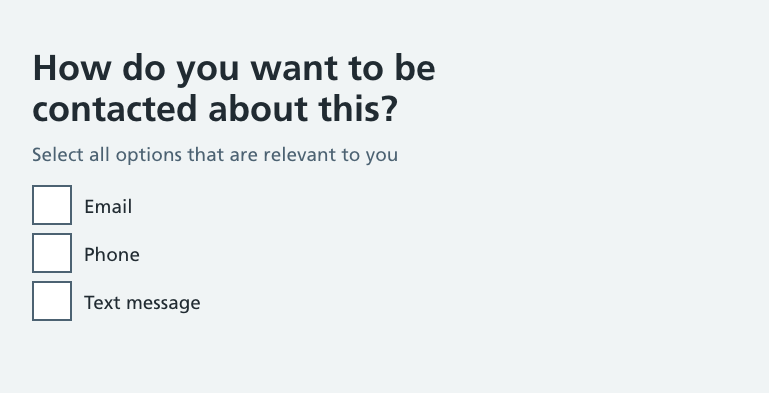 How do you want to be
contacted about this?
Select all options that are relevant to you
Email
Phone
Text message